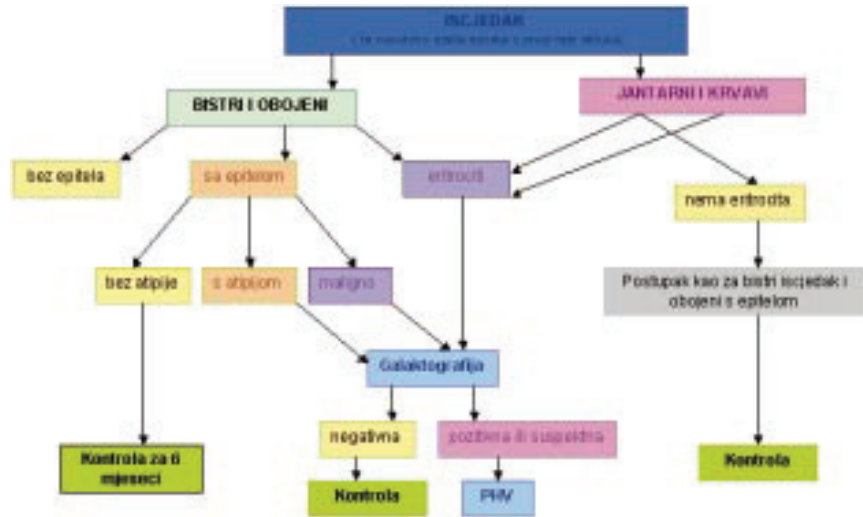 ISCJEDAK
BISTRI I OBOJENI
JANTARNI I KRVAVI
bez epitela
sa epitelom
eritrociti
nema eritrocita
bez atipije
s atipijom
maligno
Postupak kao za bistri iscjedak i
obojeni s epitelom
Galaktografija
negativna
pozitivna ili suspektna
Kontrola za 6
mjeseci
Kontrola
PHV
Kontrola